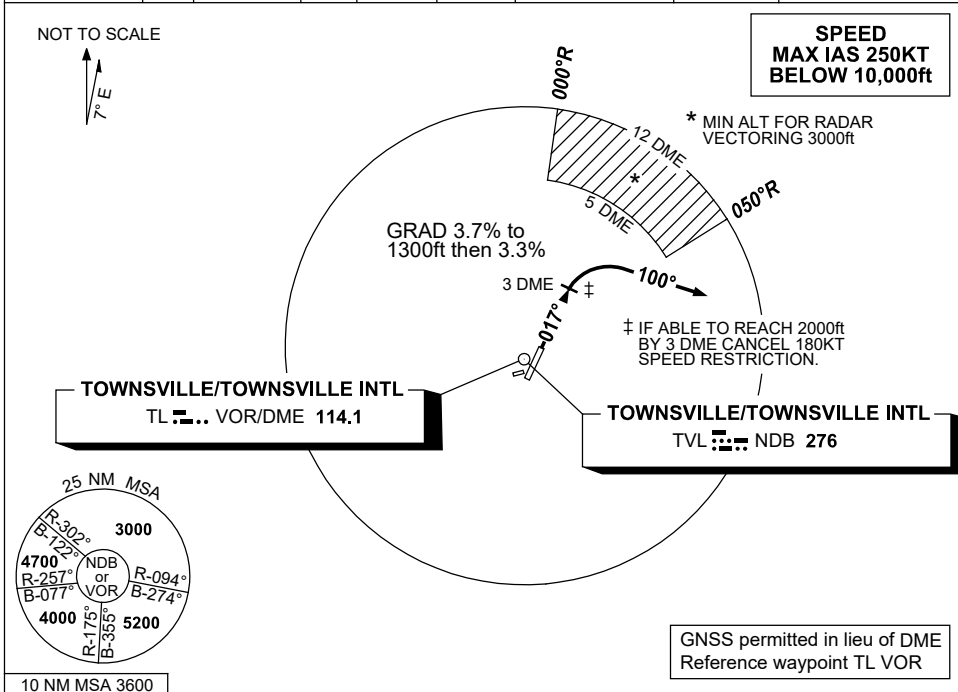 NOT TO SCALE
7° E
SPEED
MAX IAS 250KT
BELOW 10,000ft
000°R
12 DME
* MIN ALT FOR RADAR
VECTORING 3000ft
*
5 DME
050°R
GRAD 3.7% to
1300ft then 3.3%
3 DME
‡
100°
017°
‡ IF ABLE TO REACH 2000ft
BY 3 DME CANCEL 180KT
SPEED RESTRICTION.
TOWNSVILLE/TOWNSVILLE INTL
TL VOR/DME 114.1
TOWNSVILLE/TOWNSVILLE INTL
TVL NDB 276
25 NM MSA
R-302°
B-122°
3000
4700
NDB
or
VOR
R-257°
B-077°
R-094°
B-274°
4000
R-175°
B-355°
5200
10 NM MSA 3600
GNSS permitted in lieu of DME
Reference waypoint TL VOR